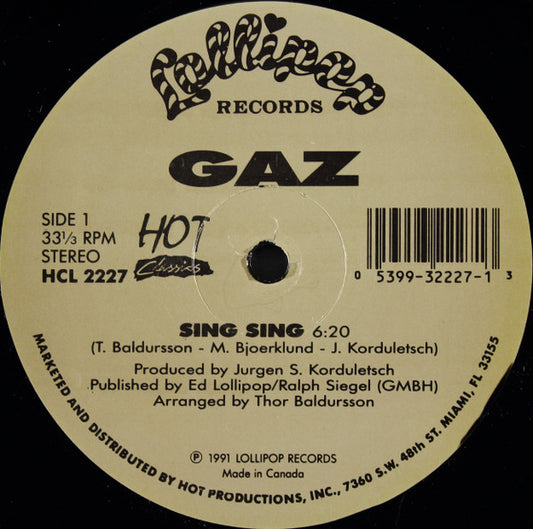 Lollipop
RECORDS
GAZ
SIDE 1
33⅓ RPM
STEREO
HCL 2227
HOT
Classics
0 5399-32227-1 3
SING SING 6:20
(T. Baldursson - M. Bjoerklund - J. Korduletsch)
Produced by Jurgen S. Korduletsch
Published by Ed Lollipop/Ralph Siegel (GMBH)
Arranged by Thor Baldursson
℗ 1991 LOLLIPOP RECORDS
Made in Canada
MARKETED AND DISTRIBUTED BY HOT PRODUCTIONS, INC., 7360 S.W. 48th ST. MIAMI, FL 33155